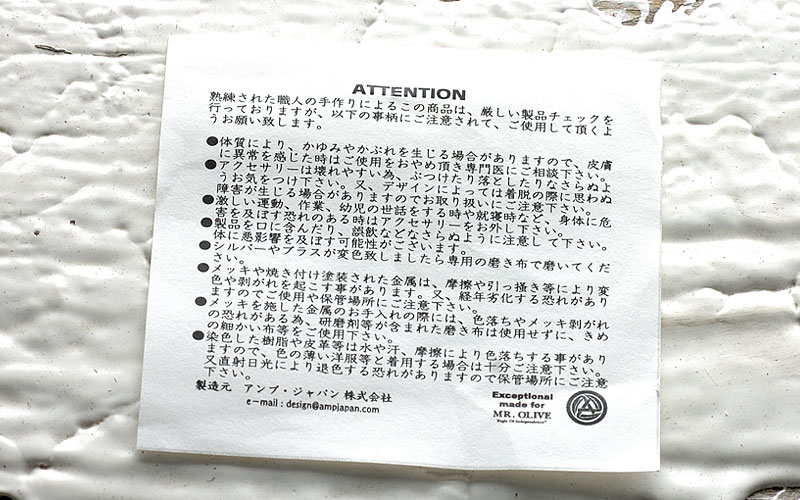 ATTENTION
熟練された職人の手作りによるこの商品は、厳しい製品チェックを
行っておりますが、以下の事柄にご注意されて、ご使用して頂くよ
うお願い致します。
●体質により、かゆみやかぶれを生じる場合がありますので、皮膚
に異常を感じた時はご使用をおやめ頂き専門医にご相談下さい。
●アクセサリーは壊れやすい為、ぶつけたり落としたりなさらぬよ
うお気をつけ下さい。又、デザインによっては着脱の際に思わぬ
障害が生じる場合がありますのでお取り扱いにご注意下さい。
●激しい運動、作業、幼児の世話をする時や就寝時など、身体に危
害を及ぼす恐れのある時はアクセサリーをお外し下さい。
●製品を口に含んだり、誤飲などなさらぬように注意して下さい。
体に悪影響を及ぼす可能性がございます。
●シルバーやブラスが変色致しましたら専用の磨き布で磨いてくだ
さい。
●メッキや焼き付け塗装された金属は、摩擦や引っ掻き等により変
色や剥がれを起こす事があります。又、経年劣化する恐れがあり
ますのでご使用や保管場所にご注意下さい。
●メッキを施した金属のお手入れの際には、色落ちやメッキ剥がれ
の恐れがある為、研磨剤等が含まれた磨き布は使用せずに、きめ
の細かい布等をご使用下さい。
●染色した樹脂や皮革等は水や汗、摩擦により色落ちする事があり
ますので、色の薄い洋服等と着用する場合は十分ご注意下さい。
又直射日光により退色する恐れがありますので保管場所にご注意
下さい。
製造元 アンプ・ジャパン株式会社
e-mail : design@ampjapan.com
Exceptional
made for
MR. OLIVE
Eagle Of Independence